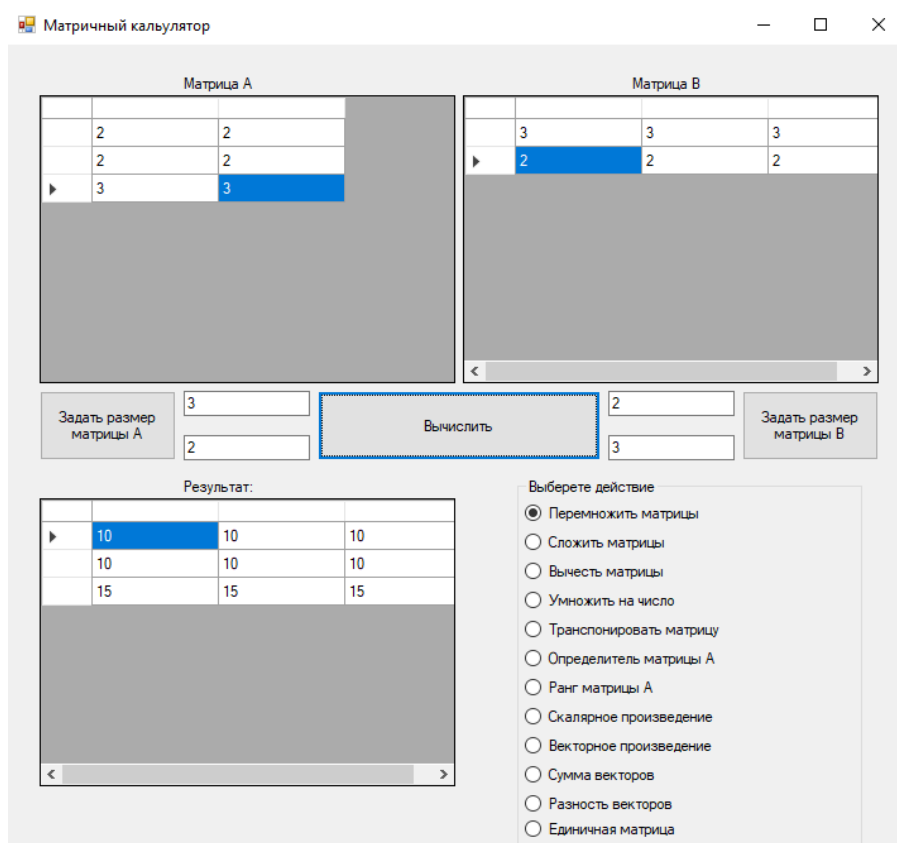 Матричный кальулятор
Матрица А
Матрица В
2 2
2 2
3 3
3 3 3
2 2 2
Задать размер
матрицы А
3
2
Вычислить
2
3
Задать размер
матрицы В
Результат:
10 10 10
10 10 10
15 15 15
Выберете действие
Перемножить матрицы
Сложить матрицы
Вычесть матрицы
Умножить на число
Транспонировать матрицу
Определитель матрицы А
Ранг матрицы А
Скалярное произведение
Векторное произведение
Сумма векторов
Разность векторов
Единичная матрица